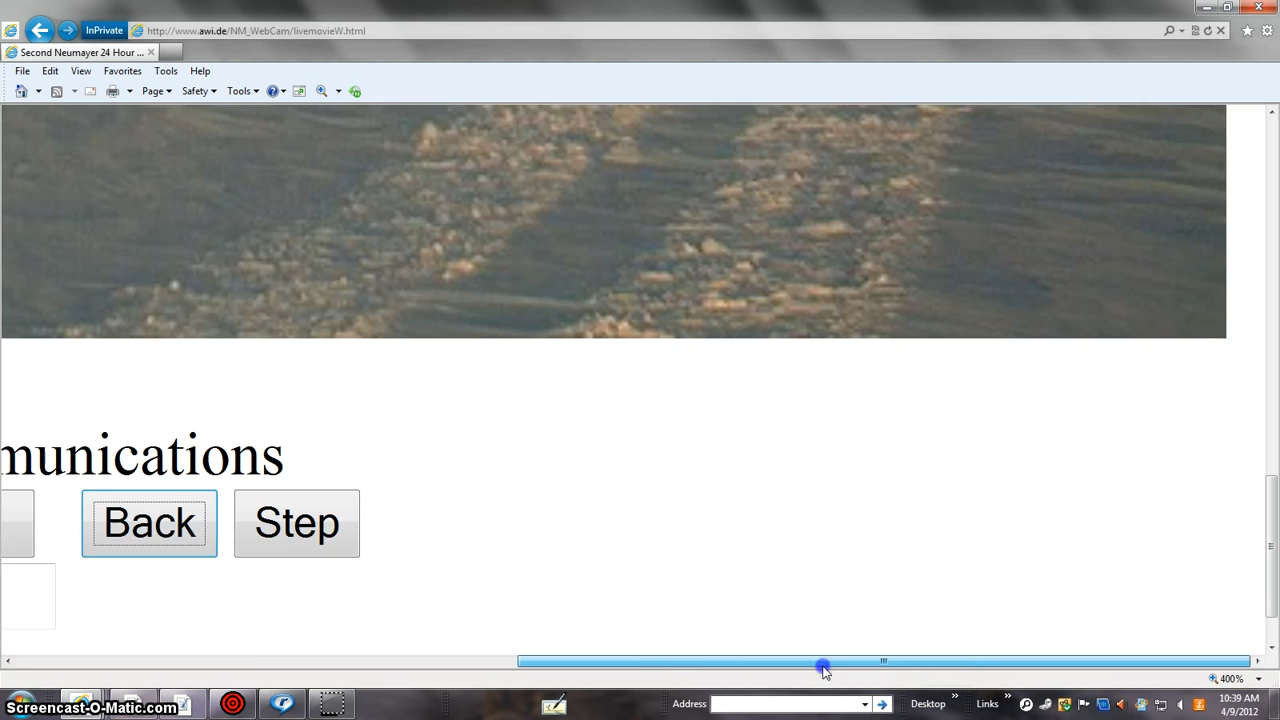 InPrivate
http://www.awi.de/NM_WebCam/livemovieW.html
Second Neumayer 24 Hour ...
File Edit View Favorites Tools Help
Page Safety Tools
munications
Back Step
400%
Address Desktop » Links »
10:39 AM
4/9/2012
Screencast-O-Matic.com